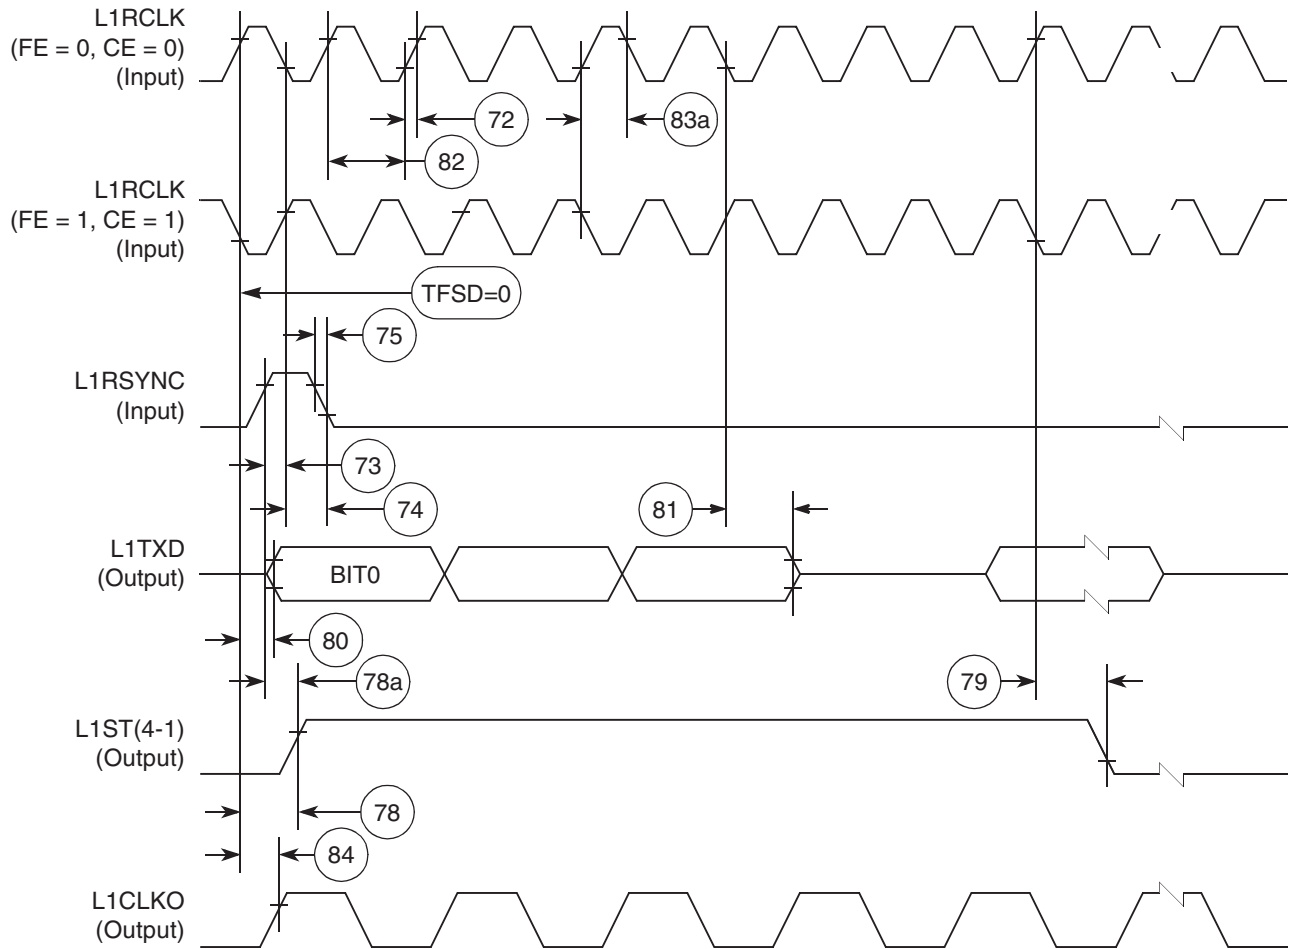 L1RCLK
(FE = 0, CE = 0)
(Input)
72
83a
82
L1RCLK
(FE = 1, CE = 1)
(Input)
TFSD=0
75
L1RSYNC
(Input)
73
74
81
L1TXD
(Output)
BIT0
80
78a
79
L1ST(4-1)
(Output)
78
84
L1CLKO
(Output)